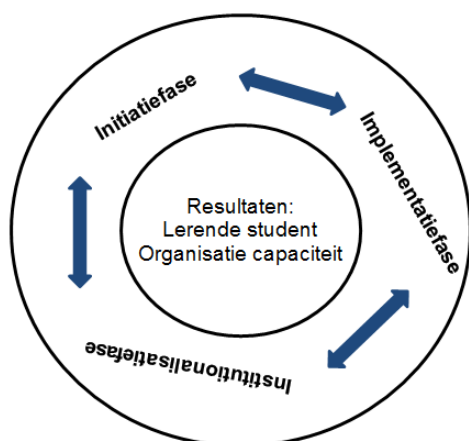 Initiatiefase
Implementatiefase
Resultaten:
Lerende student
Organisatie capaciteit
Institutionalisatiefase